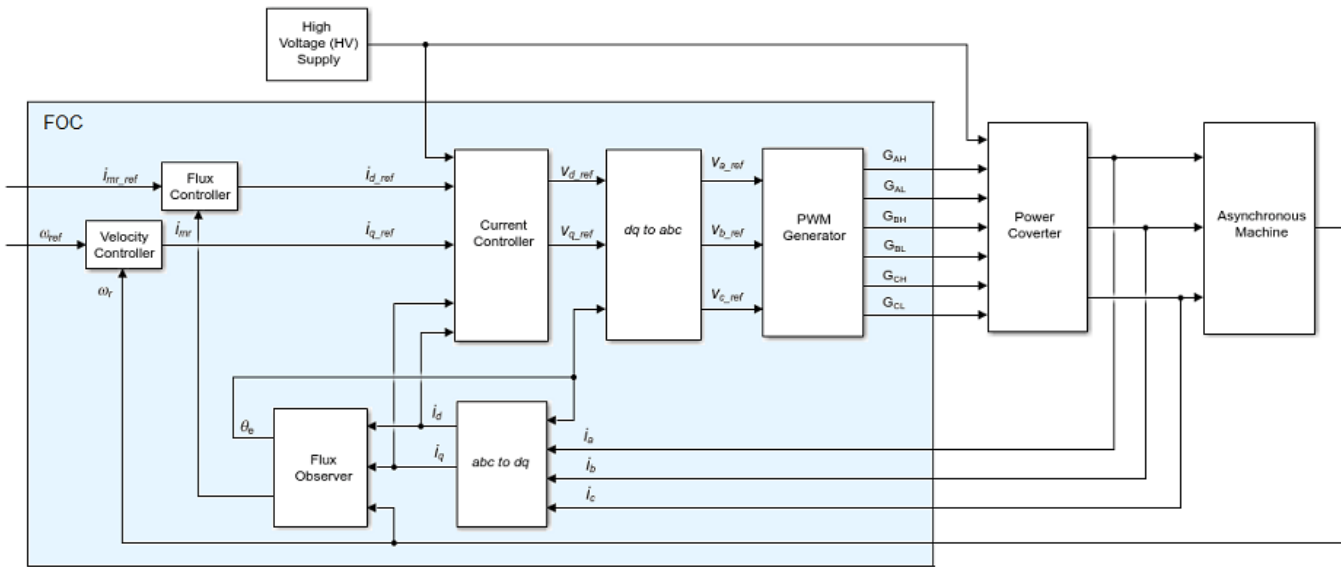 High
Voltage (HV)
Supply
FOC
i_mr_ref
Flux
Controller
i_d_ref
ω_ref
Velocity
Controller
i_mr
i_q_ref
ω_r
Current
Controller
v_d_ref
v_q_ref
dq to abc
v_a_ref
v_b_ref
v_c_ref
PWM
Generator
G_AH
G_AL
G_BH
G_BL
G_CH
G_CL
Power
Coverter
Asynchronous
Machine
θ_e
Flux
Observer
i_d
i_q
abc to dq
i_a
i_b
i_c